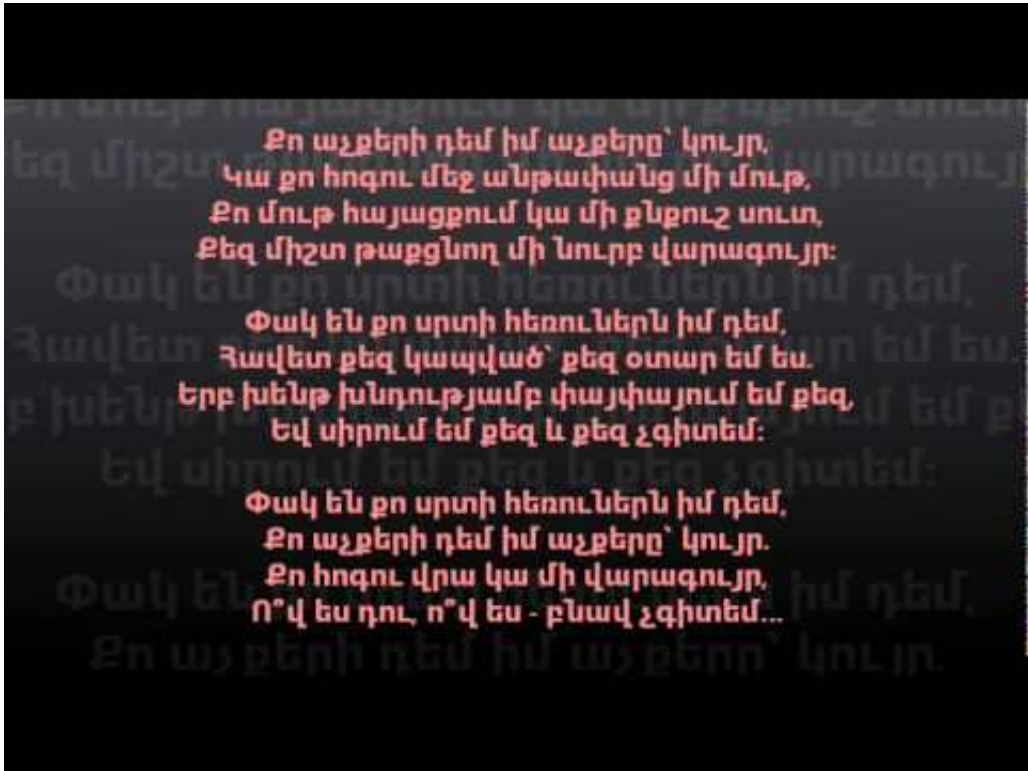 Քո աչքերի դեմ իմ աչքերը՝ կույր,
Կա քո հոգու մեջ անթափանց մի մութ,
Քո մութ հայացքում կա մի քնքուշ սուտ,
Քեզ միշտ թաքցնող մի նուրբ վարագույր:
Փակ են քո սրտի հեռուներն իմ դեմ,
Հավետ քեզ կապված՝ քեզ օտար եմ ես.
Երբ խենթ խնդությամբ փայփայում եմ քեզ,
Եվ սիրում եմ քեզ և քեզ չգիտեմ:
Փակ են քո սրտի հեռուներն իմ դեմ,
Քո աչքերի դեմ իմ աչքերը՝ կույր.
Քո հոգու վրա կա մի վարագույր,
Ո՞վ ես դու, ո՞վ ես - բնավ չգիտեմ...